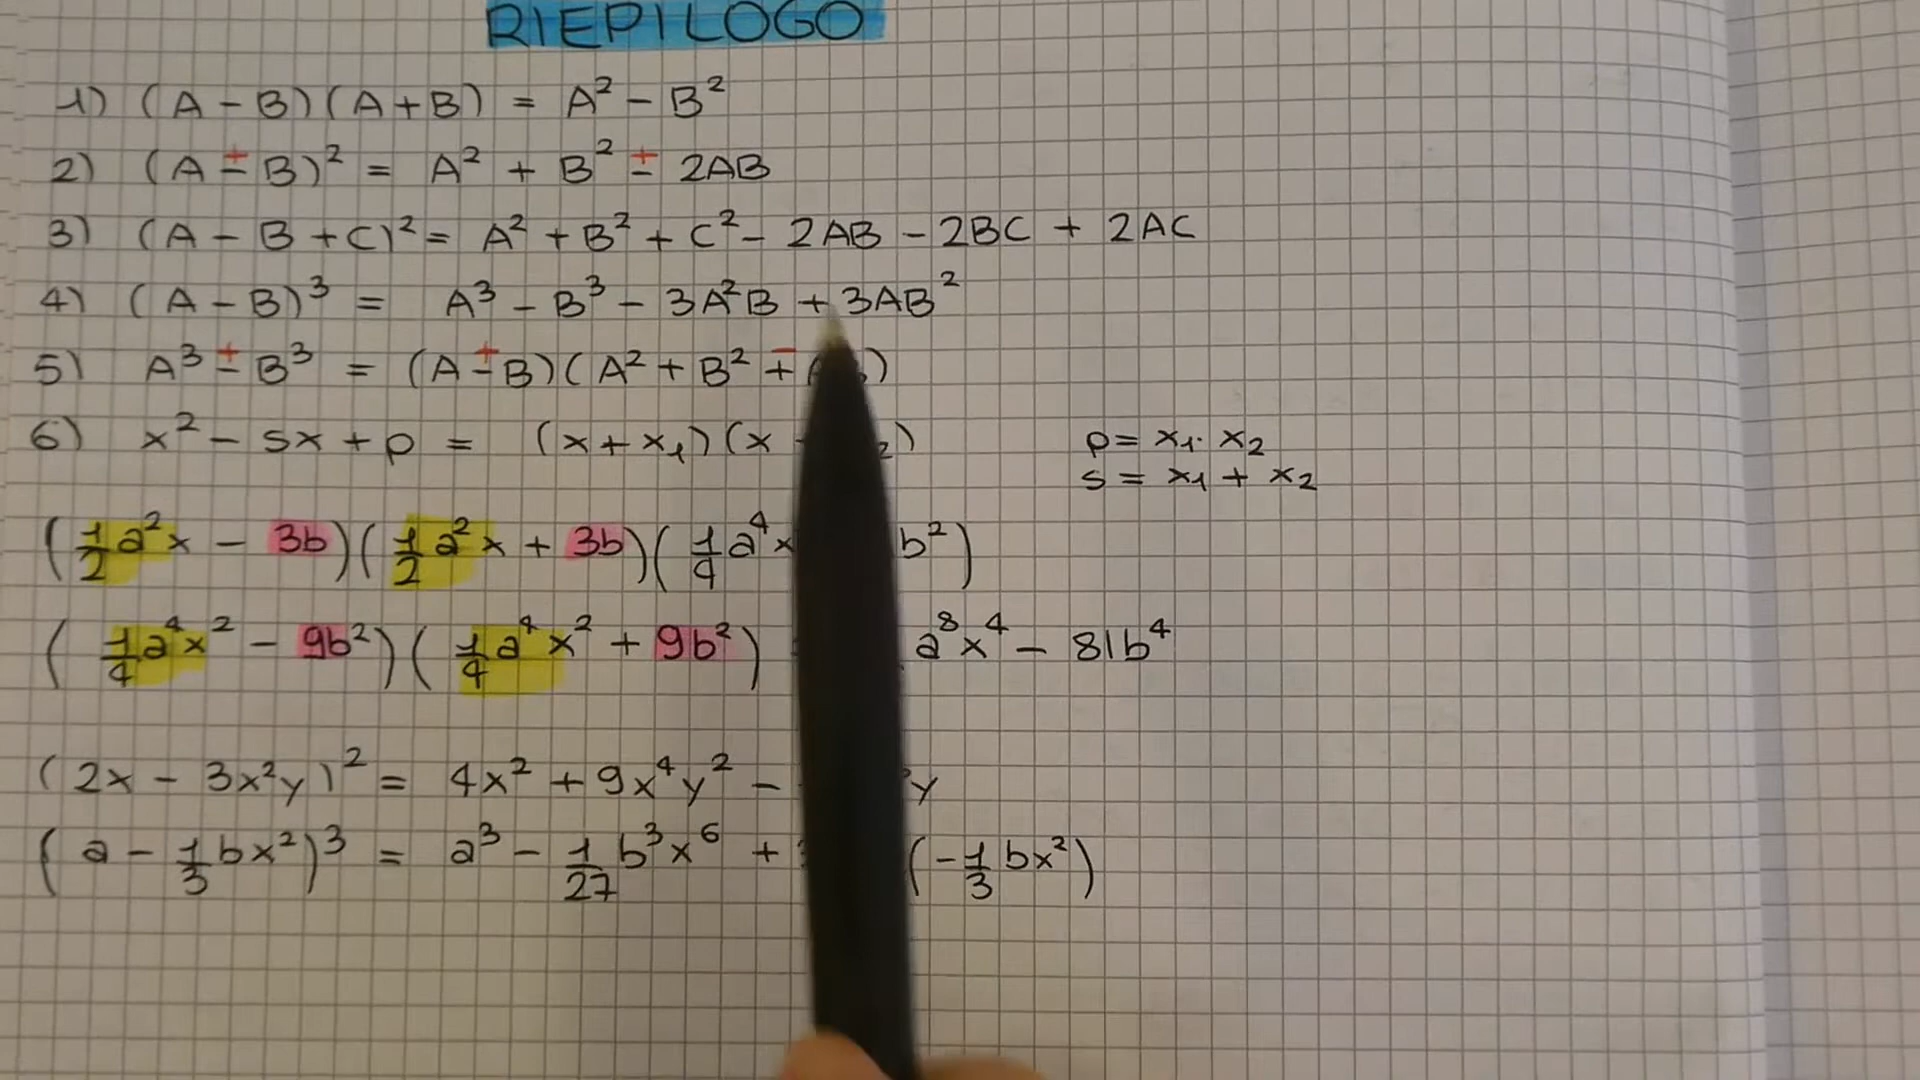 RIEPILOGO
1) (A - B)(A + B) = A² - B²
2) (A ± B)² = A² + B² ± 2AB
3) (A - B + C)² = A² + B² + C² - 2AB - 2BC + 2AC
4) (A - B)³ = A³ - B³ - 3A²B + 3AB²
5) A³ ± B³ = (A ± B)(A² + B² ∓ )
6) x² - sx + p = (x + x₁)(x ₂) p = x₁ · x₂
s = x₁ + x₂
(1/2 a²x - 3b)(1/2 a²x + 3b)(1/4 a⁴x b²)
(1/4 a⁴x² - 9b²)(1/4 a⁴x² + 9b²) a⁸x⁴ - 81b⁴
(2x - 3x²y)² = 4x² + 9x⁴y² - y
(a - 1/3 bx²)³ = a³ - 1/27 b³x⁶ + (-1/3 bx²)